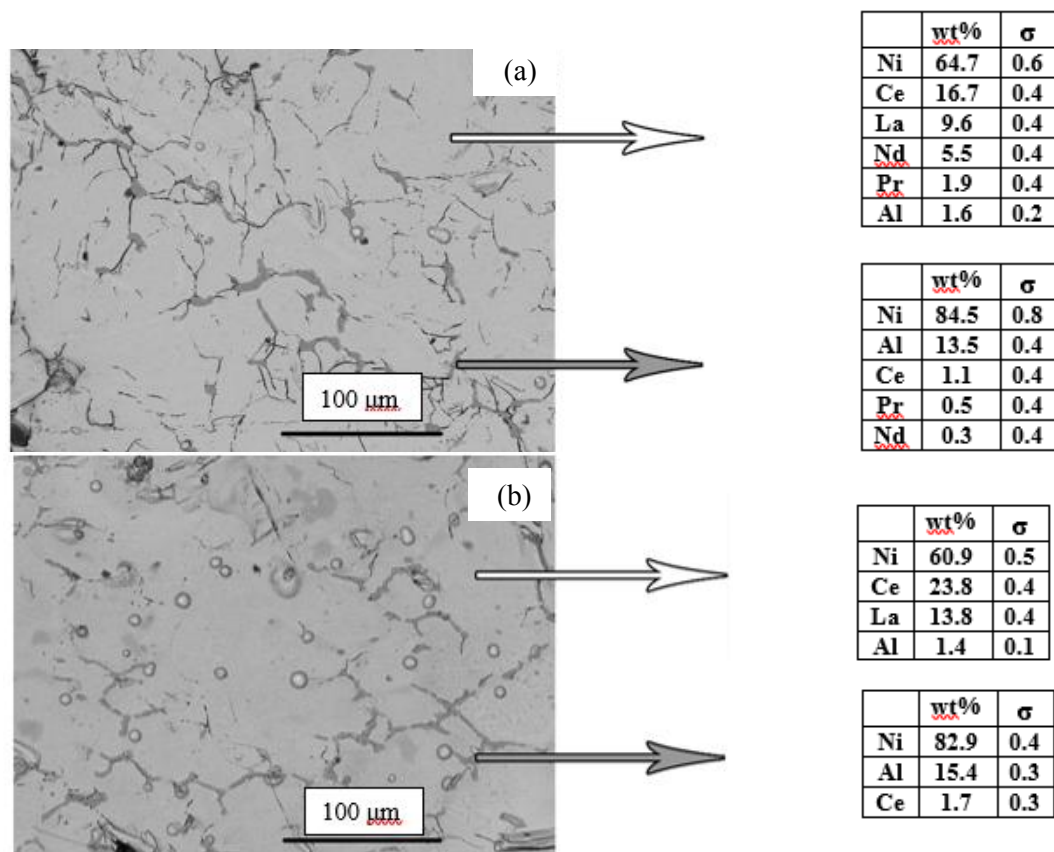 (a)
100 μm
wt% σ
Ni 64.7 0.6
Ce 16.7 0.4
La 9.6 0.4
Nd 5.5 0.4
Pr 1.9 0.4
Al 1.6 0.2
wt% σ
Ni 84.5 0.8
Al 13.5 0.4
Ce 1.1 0.4
Pr 0.5 0.4
Nd 0.3 0.4
(b)
100 μm
wt% σ
Ni 60.9 0.5
Ce 23.8 0.4
La 13.8 0.4
Al 1.4 0.1
wt% σ
Ni 82.9 0.4
Al 15.4 0.3
Ce 1.7 0.3